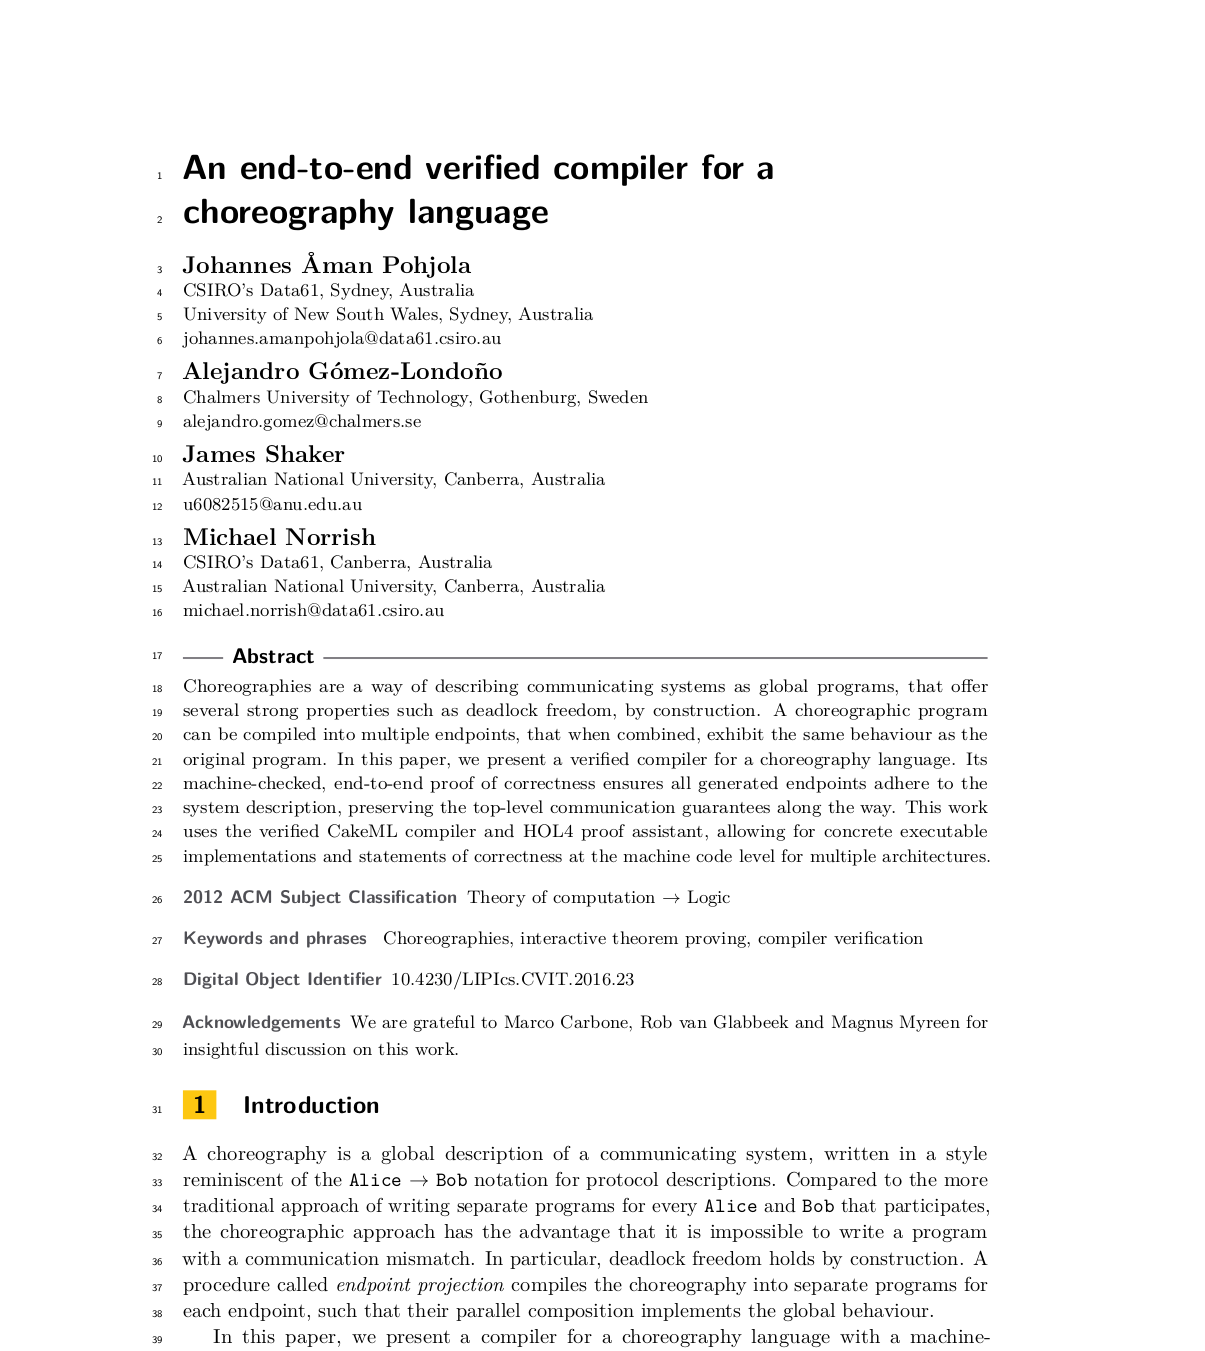 1 An end-to-end verified compiler for a
2 choreography language
3 Johannes Åman Pohjola
4 CSIRO's Data61, Sydney, Australia
5 University of New South Wales, Sydney, Australia
6 johannes.amanpohjola@data61.csiro.au
7 Alejandro Gómez-Londoño
8 Chalmers University of Technology, Gothenburg, Sweden
9 alejandro.gomez@chalmers.se
10 James Shaker
11 Australian National University, Canberra, Australia
12 u6082515@anu.edu.au
13 Michael Norrish
14 CSIRO's Data61, Canberra, Australia
15 Australian National University, Canberra, Australia
16 michael.norrish@data61.csiro.au
17 Abstract
18 Choreographies are a way of describing communicating systems as global programs, that offer
19 several strong properties such as deadlock freedom, by construction. A choreographic program
20 can be compiled into multiple endpoints, that when combined, exhibit the same behaviour as the
21 original program. In this paper, we present a verified compiler for a choreography language. Its
22 machine-checked, end-to-end proof of correctness ensures all generated endpoints adhere to the
23 system description, preserving the top-level communication guarantees along the way. This work
24 uses the verified CakeML compiler and HOL4 proof assistant, allowing for concrete executable
25 implementations and statements of correctness at the machine code level for multiple architectures.
26 2012 ACM Subject Classification Theory of computation → Logic
27 Keywords and phrases Choreographies, interactive theorem proving, compiler verification
28 Digital Object Identifier 10.4230/LIPIcs.CVIT.2016.23
29 Acknowledgements We are grateful to Marco Carbone, Rob van Glabbeek and Magnus Myreen for
30 insightful discussion on this work.
31 1 Introduction
32 A choreography is a global description of a communicating system, written in a style
33 reminiscent of the Alice → Bob notation for protocol descriptions. Compared to the more
34 traditional approach of writing separate programs for every Alice and Bob that participates,
35 the choreographic approach has the advantage that it is impossible to write a program
36 with a communication mismatch. In particular, deadlock freedom holds by construction. A
37 procedure called endpoint projection compiles the choreography into separate programs for
38 each endpoint, such that their parallel composition implements the global behaviour.
39 In this paper, we present a compiler for a choreography language with a machine-